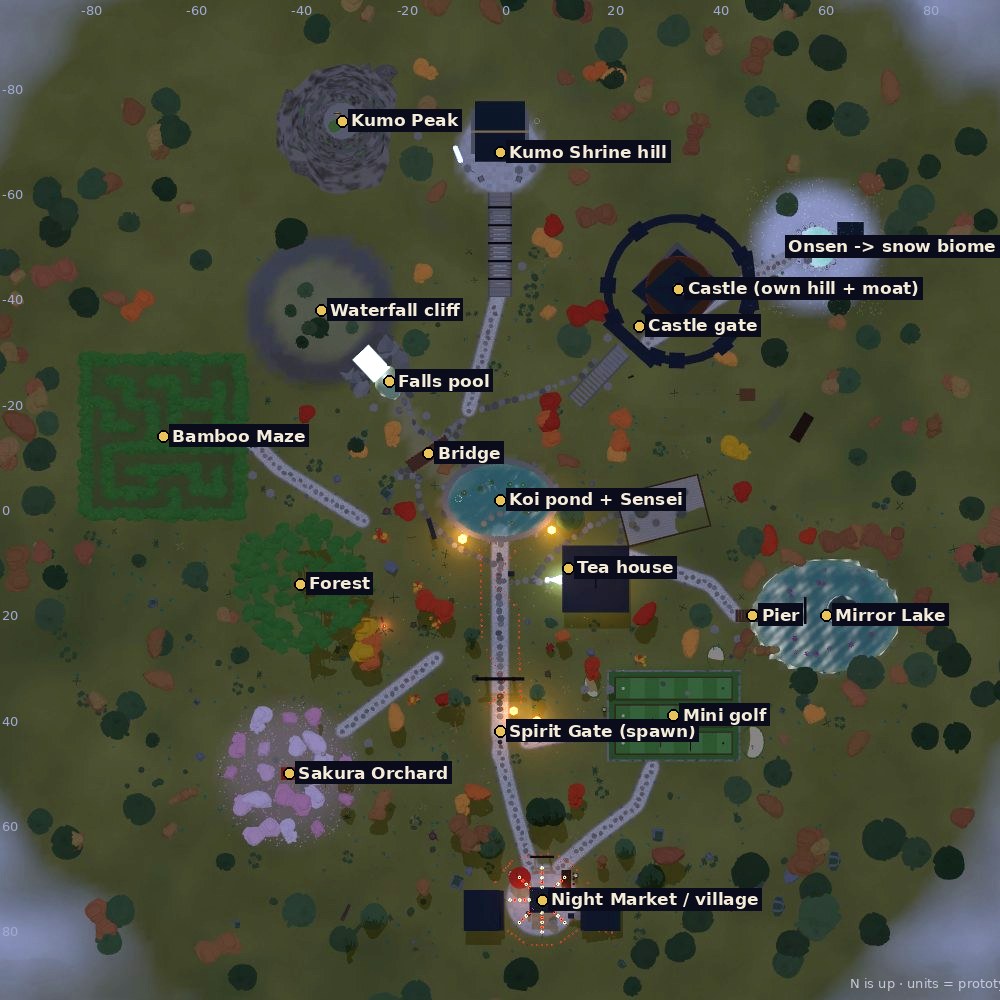 -80 -60 -40 -20 0 20 40 60 80
-80
Kumo Peak
Kumo Shrine hill
-60
Onsen -> snow biome
Castle (own hill + moat)
-40
Waterfall cliff
Castle gate
Falls pool
-20
Bamboo Maze
Bridge
Koi pond + Sensei
0
Tea house
Forest
20
Pier
Mirror Lake
Mini golf
40
Spirit Gate (spawn)
Sakura Orchard
60
Night Market / village
80
N is up · units = prototy